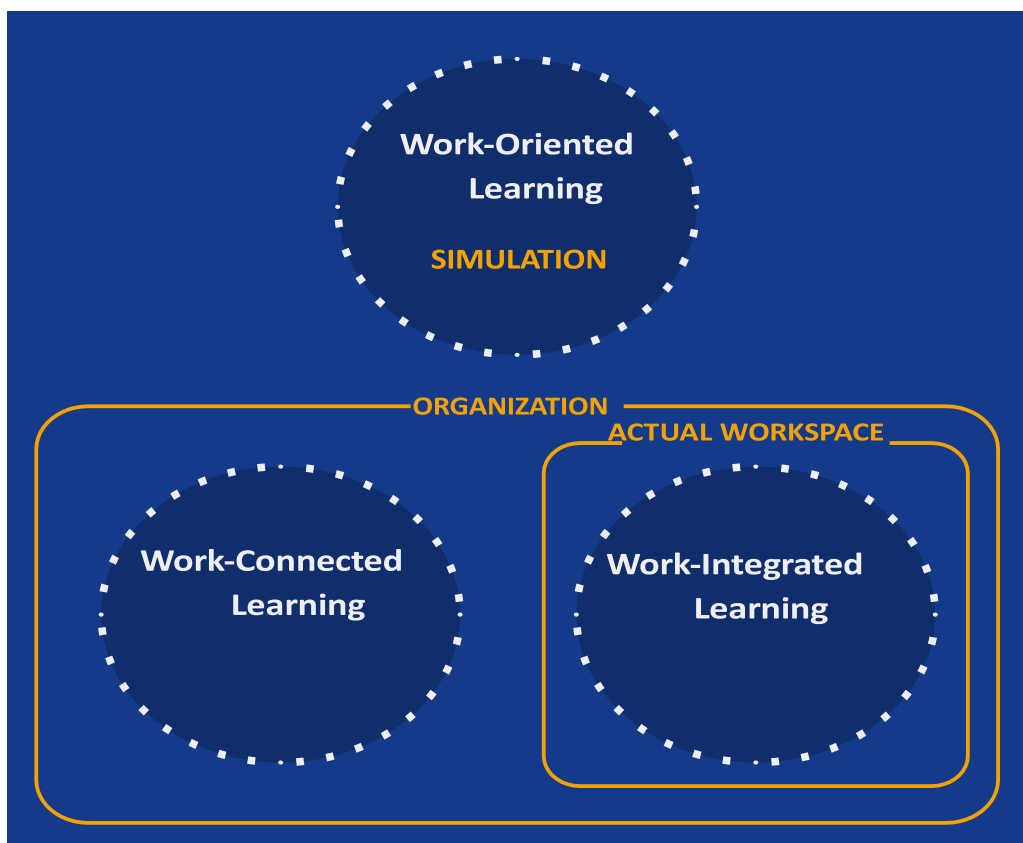 Work-Oriented
Learning
SIMULATION
ORGANIZATION
ACTUAL WORKSPACE
Work-Connected
Learning
Work-Integrated
Learning